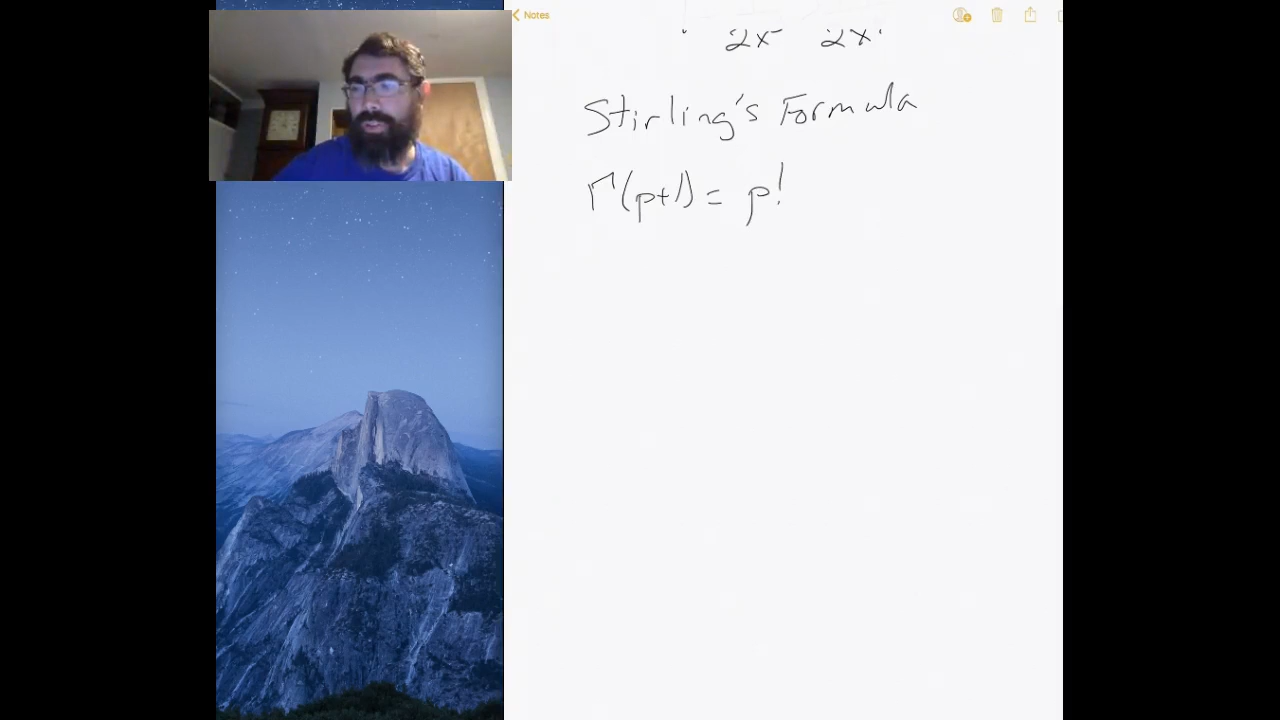 Notes
2x 2x
Stirling's Formula
Γ(p+1) = p!